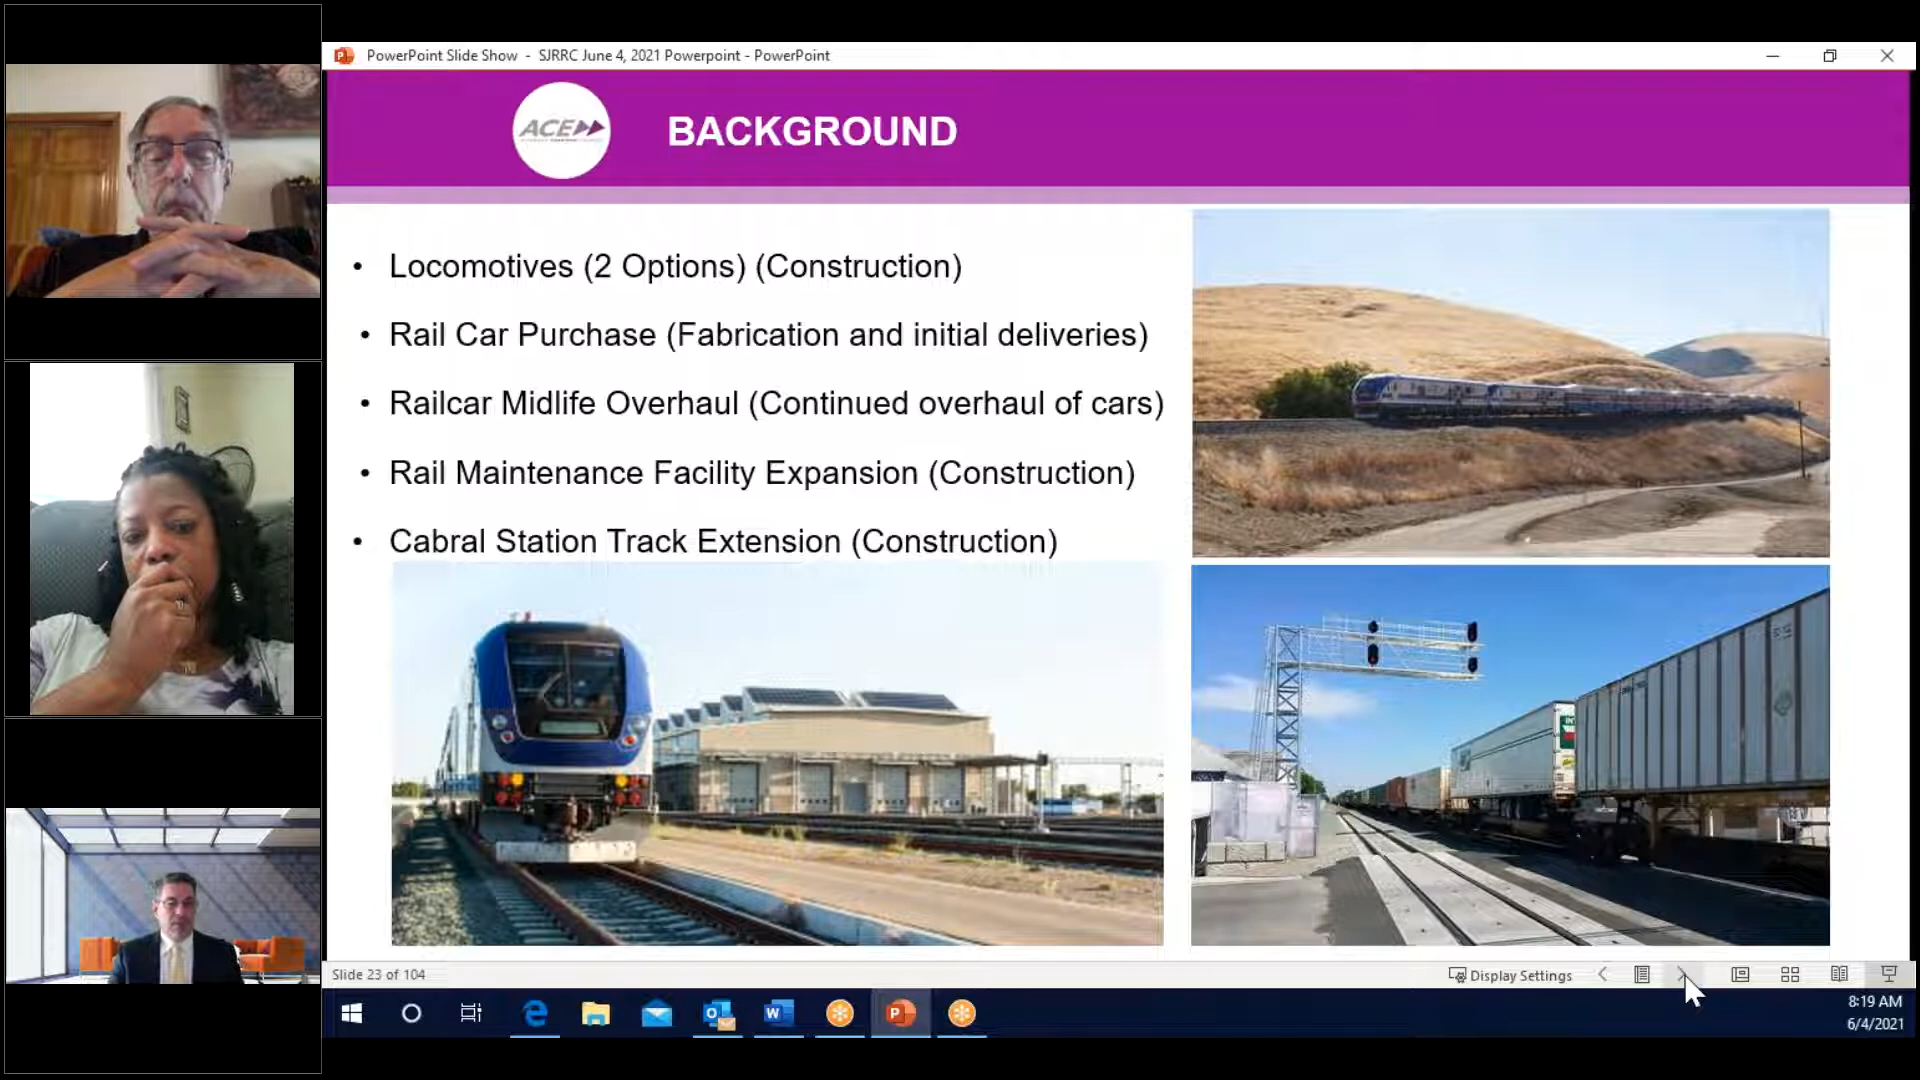 PowerPoint Slide Show - SJRRC June 4, 2021 Powerpoint - PowerPoint
ACE
BACKGROUND
• Locomotives (2 Options) (Construction)
• Rail Car Purchase (Fabrication and initial deliveries)
• Railcar Midlife Overhaul (Continued overhaul of cars)
• Rail Maintenance Facility Expansion (Construction)
• Cabral Station Track Extension (Construction)
Slide 23 of 104
Display Settings
8:19 AM
6/4/2021